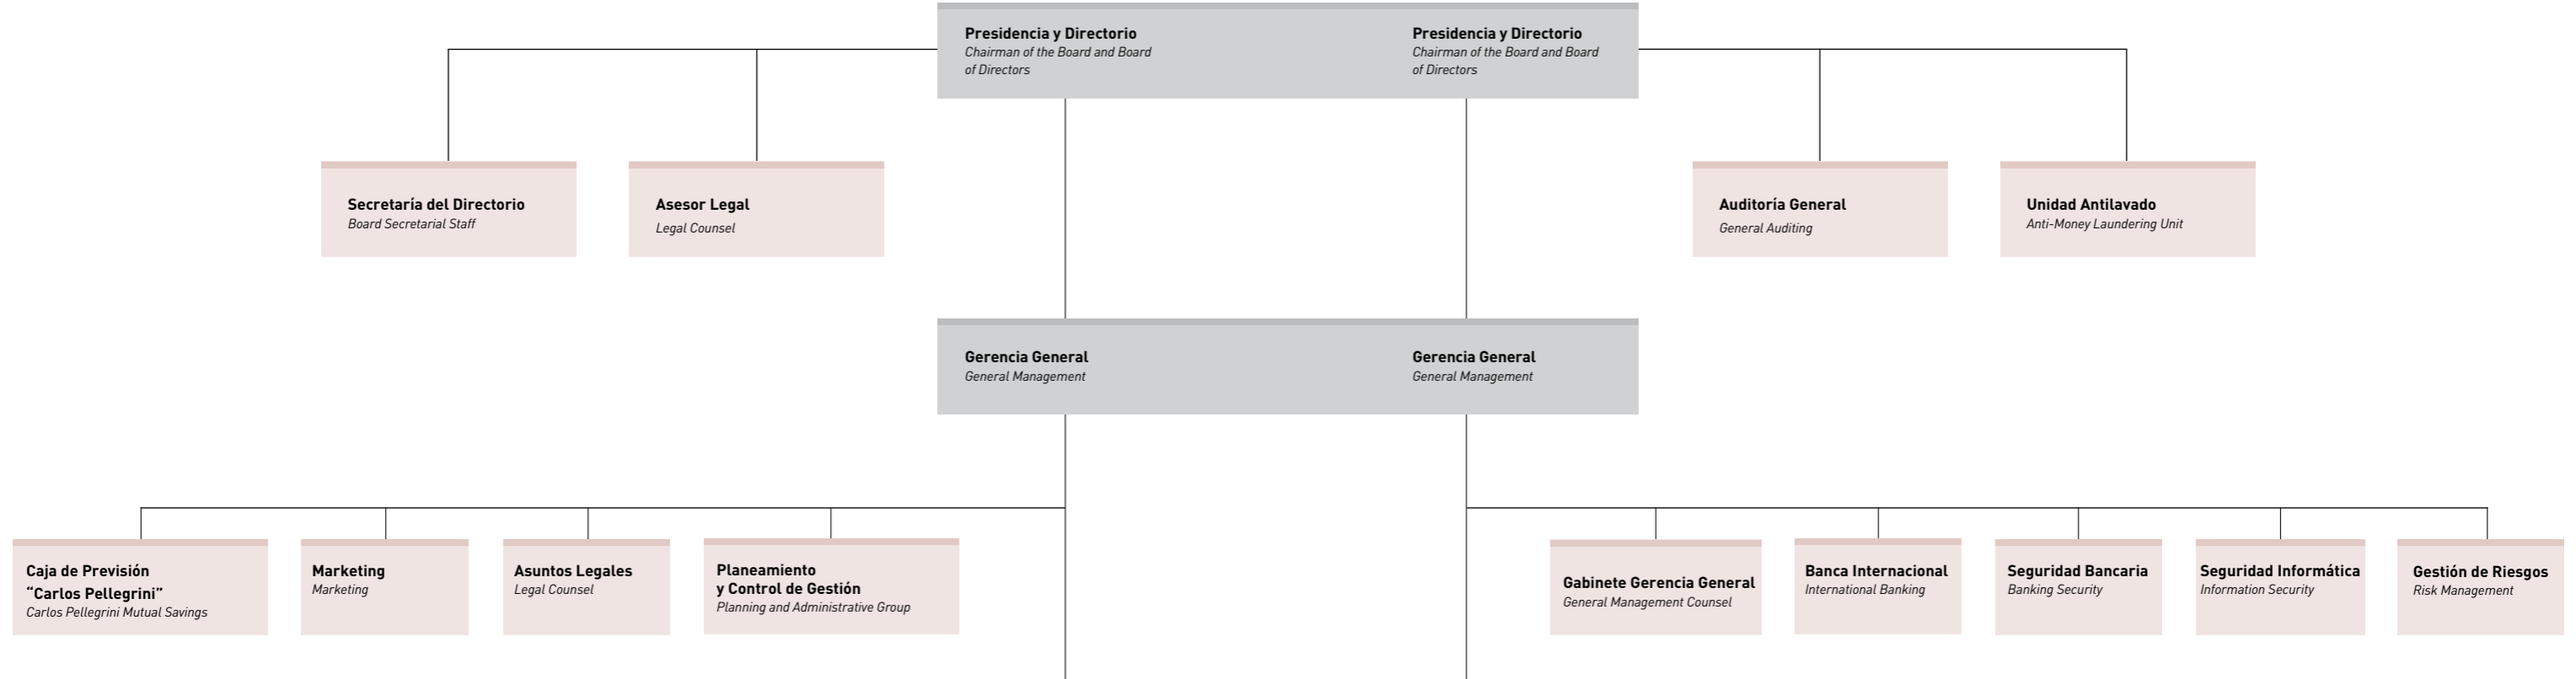 Presidencia y Directorio
Chairman of the Board and Board
of Directors
Presidencia y Directorio
Chairman of the Board and Board
of Directors
Secretaría del Directorio
Board Secretarial Staff
Asesor Legal
Legal Counsel
Auditoría General
General Auditing
Unidad Antilavado
Anti-Money Laundering Unit
Gerencia General
General Management
Gerencia General
General Management
Caja de Previsión
“Carlos Pellegrini”
Carlos Pellegrini Mutual Savings
Marketing
Marketing
Asuntos Legales
Legal Counsel
Planeamiento
y Control de Gestión
Planning and Administrative Group
Gabinete Gerencia General
General Management Counsel
Banca Internacional
International Banking
Seguridad Bancaria
Banking Security
Seguridad Informática
Information Security
Gestión de Riesgos
Risk Management